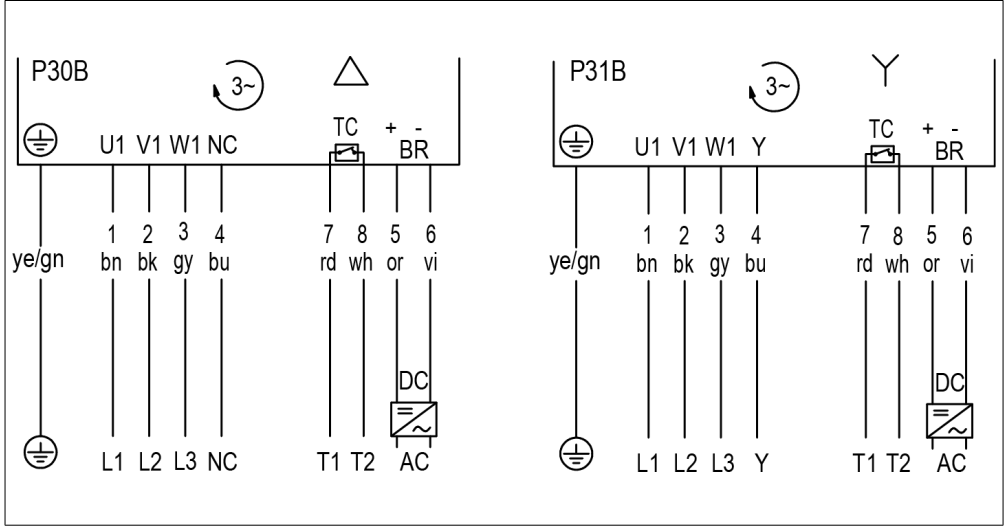 P30B
3~
TC
+ -
U1 V1 W1 NC
BR
1 2 3 4 7 8 5 6
ye/gn bn bk gy bu rd wh or vi
DC
L1 L2 L3 NC T1 T2 AC
P31B
3~
TC
+ -
U1 V1 W1 Y
BR
1 2 3 4 7 8 5 6
ye/gn bn bk gy bu rd wh or vi
DC
L1 L2 L3 Y T1 T2 AC